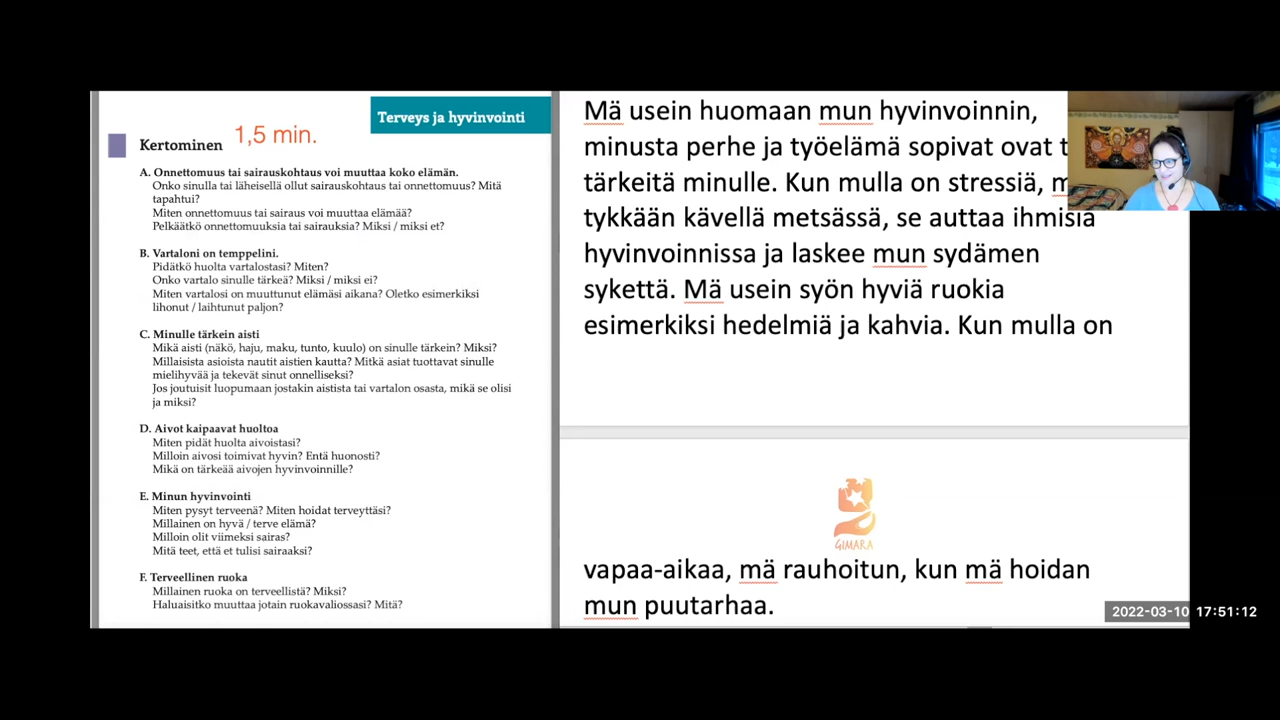 Terveys ja hyvinvointi
Kertominen 1,5 min.
A. Onnettomuus tai sairauskohtaus voi muuttaa koko elämän.
Onko sinulla tai läheisellä ollut sairauskohtaus tai onnettomuus? Mitä
tapahtui?
Miten onnettomuus tai sairaus voi muuttaa elämää?
Pelkäätkö onnettomuuksia tai sairauksia? Miksi / miksi et?
B. Vartaloni on temppelini.
Pidätkö huolta vartalostasi? Miten?
Onko vartalo sinulle tärkeä? Miksi / miksi ei?
Miten vartalosi on muuttunut elämäsi aikana? Oletko esimerkiksi
lihonut / laihtunut paljon?
C. Minulle tärkein aisti
Mikä aisti (näkö, haju, maku, tunto, kuulo) on sinulle tärkein? Miksi?
Millaisista asioista nautit aistien kautta? Mitkä asiat tuottavat sinulle
mielihyvää ja tekevät sinut onnelliseksi?
Jos joutuisit luopumaan jostakin aistista tai vartalon osasta, mikä se olisi
ja miksi?
D. Aivot kaipaavat huoltoa
Miten pidät huolta aivoistasi?
Milloin aivosi toimivat hyvin? Entä huonosti?
Mikä on tärkeää aivojen hyvinvoinnille?
E. Minun hyvinvointi
Miten pysyt terveenä? Miten hoidat terveyttäsi?
Millainen on hyvä / terve elämä?
Milloin olit viimeksi sairas?
Mitä teet, että et tulisi sairaaksi?
F. Terveellinen ruoka
Millainen ruoka on terveellistä? Miksi?
Haluaisitko muuttaa jotain ruokavaliossasi? Mitä?
Mä usein huomaan mun hyvinvoinnin,
minusta perhe ja työelämä sopivat ovat t
tärkeitä minulle. Kun mulla on stressiä, m
tykkään kävellä metsässä, se auttaa ihmisiä
hyvinvoinnissa ja laskee mun sydämen
sykettä. Mä usein syön hyviä ruokia
esimerkiksi hedelmiä ja kahvia. Kun mulla on
GIMARA
vapaa-aikaa, mä rauhoitun, kun mä hoidan
mun puutarhaa.
2022-03-10 17:51:12